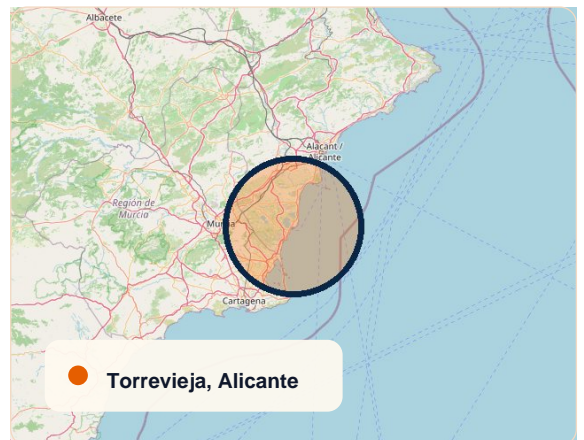 Albacete
Alacant /
Alicante
Región de
Murcia
Murcia
Cartagena
Torrevieja, Alicante